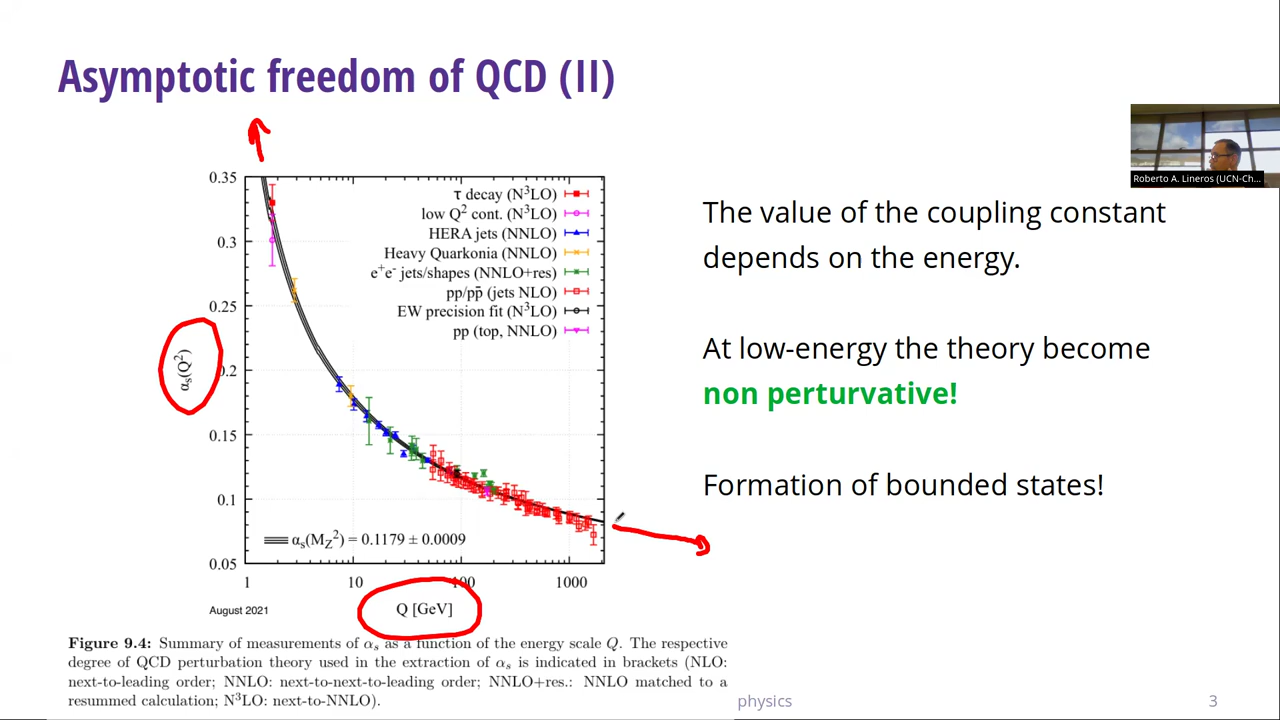 Asymptotic freedom of QCD (II)
Roberto A. Lineros (UCN-Ch...
The value of the coupling constant
depends on the energy.
At low-energy the theory become
non perturvative!
Formation of bounded states!
0.35
0.3
0.25
0.2
0.15
0.1
0.05
αs(Q²)
τ decay (N³LO)
low Q² cont. (N³LO)
HERA jets (NNLO)
Heavy Quarkonia (NNLO)
e⁺e⁻ jets/shapes (NNLO+res)
pp/pp̄ (jets NLO)
EW precision fit (N³LO)
pp (top, NNLO)
αs(MZ²) = 0.1179 ± 0.0009
1 10 100 1000
Q [GeV]
August 2021
Figure 9.4: Summary of measurements of αs as a function of the energy scale Q. The respective
degree of QCD perturbation theory used in the extraction of αs is indicated in brackets (NLO:
next-to-leading order; NNLO: next-to-next-to-leading order; NNLO+res.: NNLO matched to a
resummed calculation; N³LO: next-to-NNLO).
physics
3